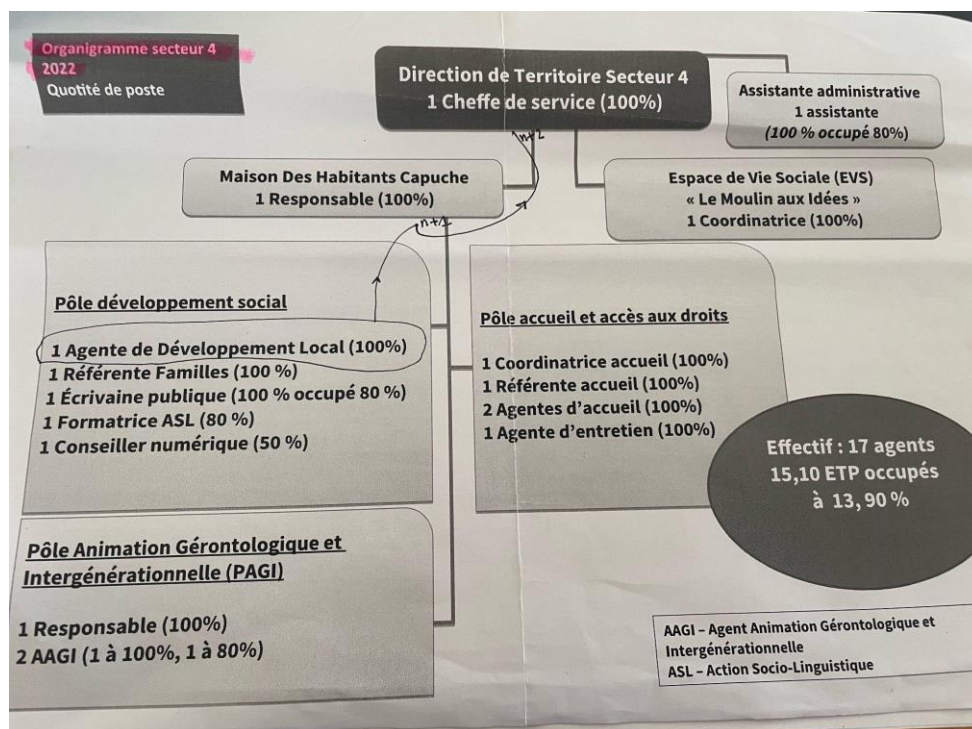 Organigramme secteur 4
2022
Quotité de poste
Direction de Territoire Secteur 4
1 Cheffe de service (100%)
Assistante administrative
1 assistante
(100 % occupé 80%)
n+2
Maison Des Habitants Capuche
1 Responsable (100%)
Espace de Vie Sociale (EVS)
« Le Moulin aux Idées »
1 Coordinatrice (100%)
n+1
Pôle développement social
1 Agente de Développement Local (100%)
1 Référente Familles (100 %)
1 Écrivaine publique (100 % occupé 80 %)
1 Formatrice ASL (80 %)
1 Conseiller numérique (50 %)
Pôle accueil et accès aux droits
1 Coordinatrice accueil (100%)
1 Référente accueil (100%)
2 Agentes d'accueil (100%)
1 Agente d'entretien (100%)
Effectif : 17 agents
15,10 ETP occupés
à 13, 90 %
Pôle Animation Gérontologique et
Intergénérationnelle (PAGI)
1 Responsable (100%)
2 AAGI (1 à 100%, 1 à 80%)
AAGI – Agent Animation Gérontologique et
Intergénérationnelle
ASL – Action Socio-Linguistique